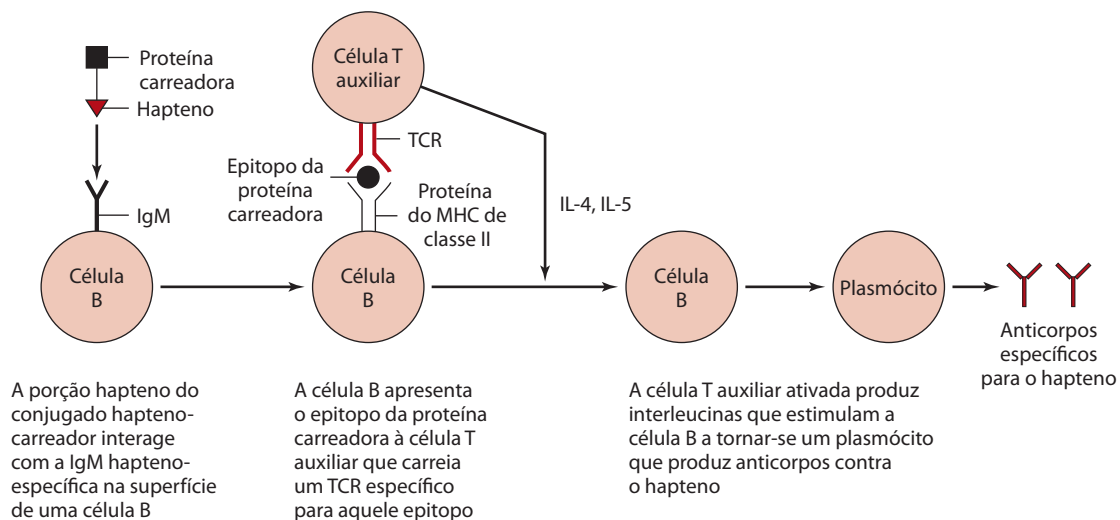 Proteína
carreadora
Hapteno
IgM
Célula
B
Célula T
auxiliar
TCR
Epitopo da
proteína
carreadora
Proteína
do MHC de
classe II
Célula
B
IL-4, IL-5
Célula
B
Plasmócito
Anticorpos
específicos
para o hapteno
A porção hapteno do
conjugado hapteno-
carreador interage
com a IgM hapteno-
específica na superfície
de uma célula B
A célula B apresenta
o epitopo da proteína
carreadora à célula T
auxiliar que carreia
um TCR específico
para aquele epitopo
A célula T auxiliar ativada produz
interleucinas que estimulam a
célula B a tornar-se um plasmócito
que produz anticorpos contra
o hapteno